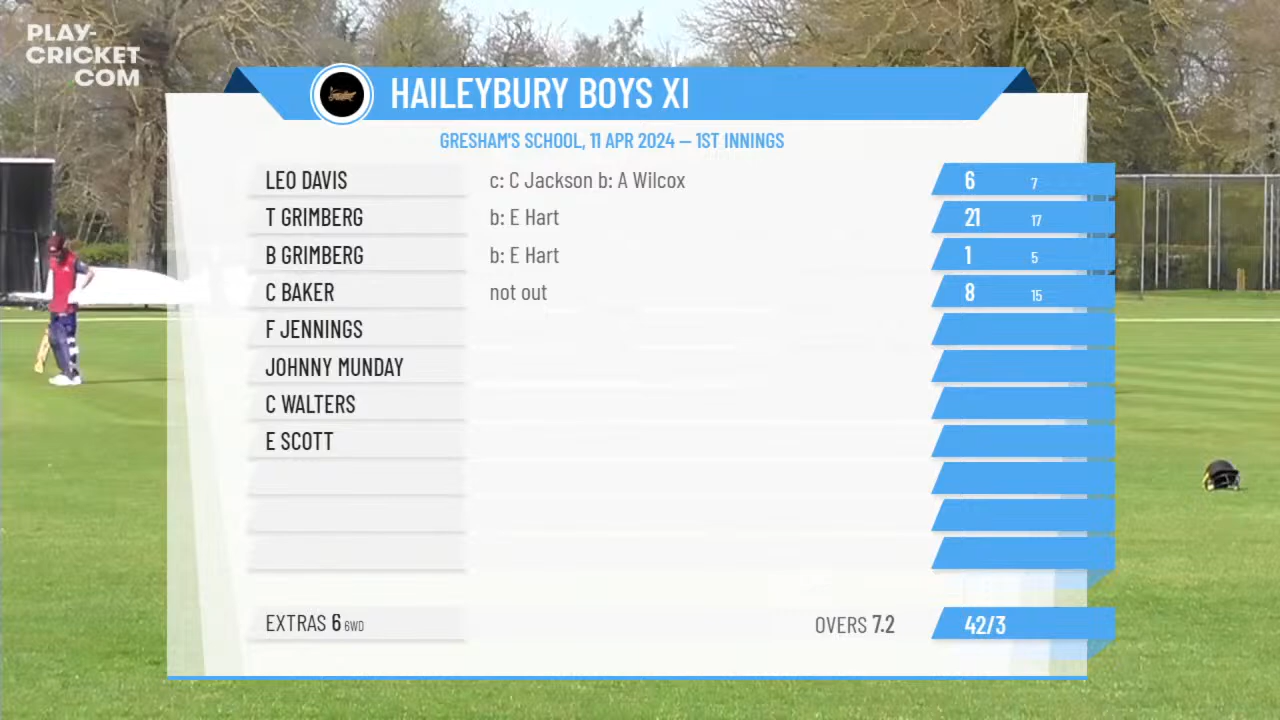 PLAY-
CRICKET
COM
HAILEYBURY BOYS XI
GRESHAM'S SCHOOL, 11 APR 2024 – 1ST INNINGS
LEO DAVIS c: C Jackson b: A Wilcox 6 7
T GRIMBERG b: E Hart 21 17
B GRIMBERG b: E Hart 1 5
C BAKER not out 8 15
F JENNINGS
JOHNNY MUNDAY
C WALTERS
E SCOTT
EXTRAS 6 6WD OVERS 7.2 42/3